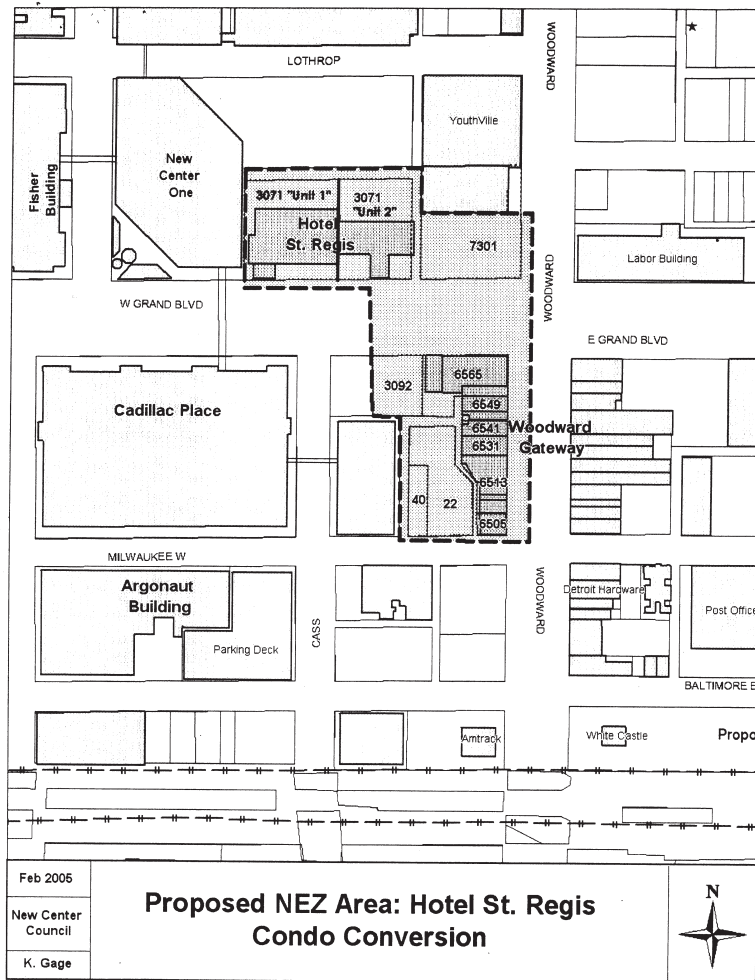 LOTHROP
WOODWARD
YouthVille
New
Center
One
Fisher
Building
3071 "Unit 1"
3071
"Unit 2"
Hotel
St. Regis
7301
Labor Building
WOODWARD
W GRAND BLVD
E GRAND BLVD
6565
3092
Cadillac Place
6549
6541
Woodward
Gateway
6531
6513
40
22
6505
MILWAUKEE W
Argonaut
Building
Parking Deck
CASS
WOODWARD
Detroit Hardware
Post Office
BALTIMORE E
Amtrack
White Castle
Propo
Feb 2005
New Center
Council
K. Gage
Proposed NEZ Area: Hotel St. Regis
Condo Conversion
N